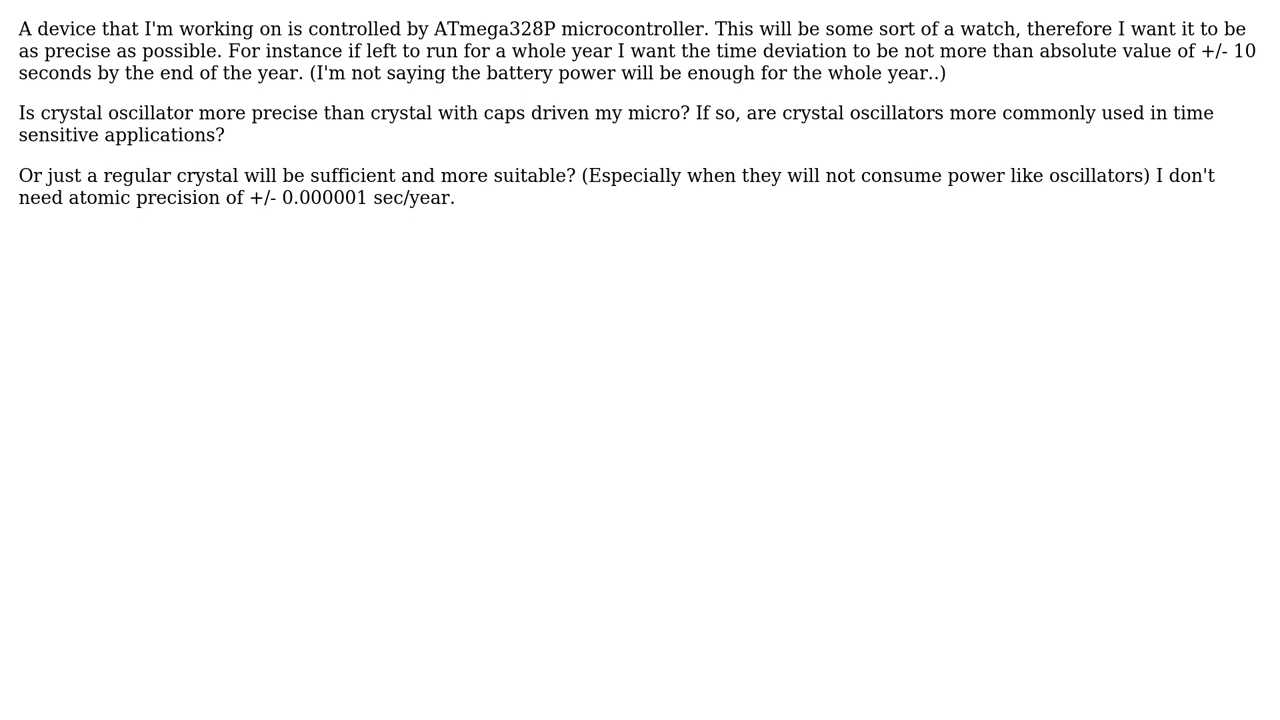 A device that I'm working on is controlled by ATmega328P microcontroller. This will be some sort of a watch, therefore I want it to be
as precise as possible. For instance if left to run for a whole year I want the time deviation to be not more than absolute value of +/- 10
seconds by the end of the year. (I'm not saying the battery power will be enough for the whole year..)
Is crystal oscillator more precise than crystal with caps driven my micro? If so, are crystal oscillators more commonly used in time
sensitive applications?
Or just a regular crystal will be sufficient and more suitable? (Especially when they will not consume power like oscillators) I don't
need atomic precision of +/- 0.000001 sec/year.